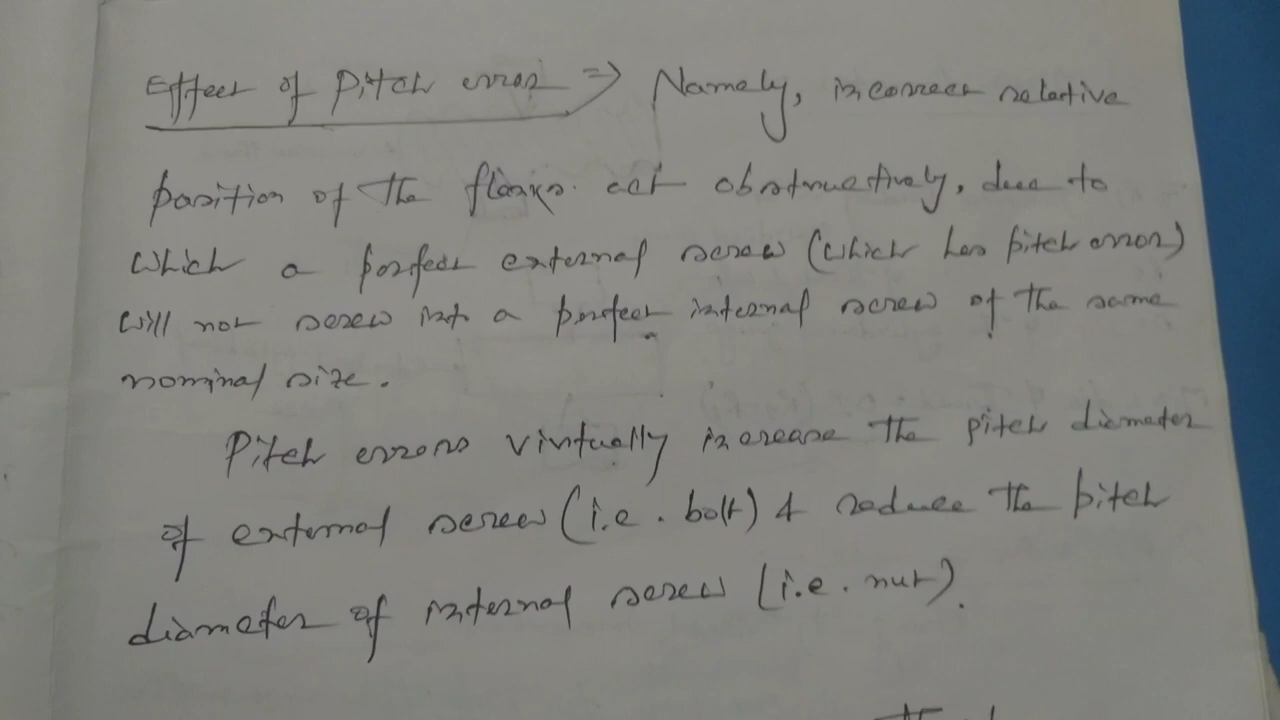 Effect of Pitch error => Namely, incorrect relative
position of the flanks act obstructively, due to
which a perfect external screw (which has pitch error)
will not screw into a perfect internal screw of the same
nominal size.
Pitch errors virtually increase the pitch diameter
of external screw (i.e. bolt) & reduce the pitch
diameter of internal screw (i.e. nut).